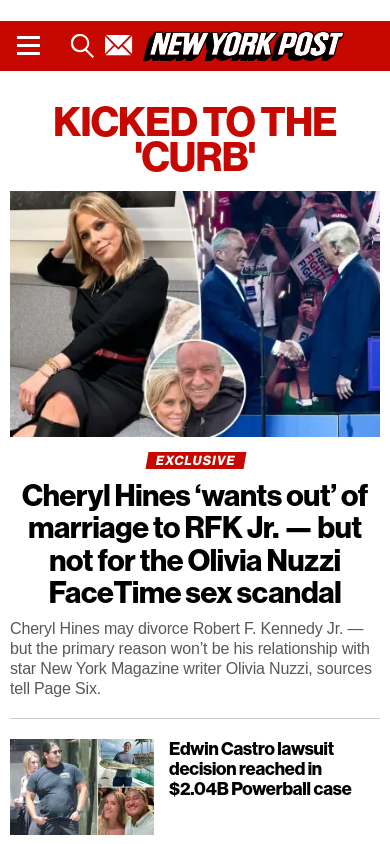 NEW YORK POST
KICKED TO THE
'CURB'
FIGHT
FIGHT
EXCLUSIVE
Cheryl Hines ‘wants out’ of
marriage to RFK Jr. — but
not for the Olivia Nuzzi
FaceTime sex scandal
Cheryl Hines may divorce Robert F. Kennedy Jr. —
but the primary reason won’t be his relationship with
star New York Magazine writer Olivia Nuzzi, sources
tell Page Six.
Edwin Castro lawsuit
decision reached in
$2.04B Powerball case